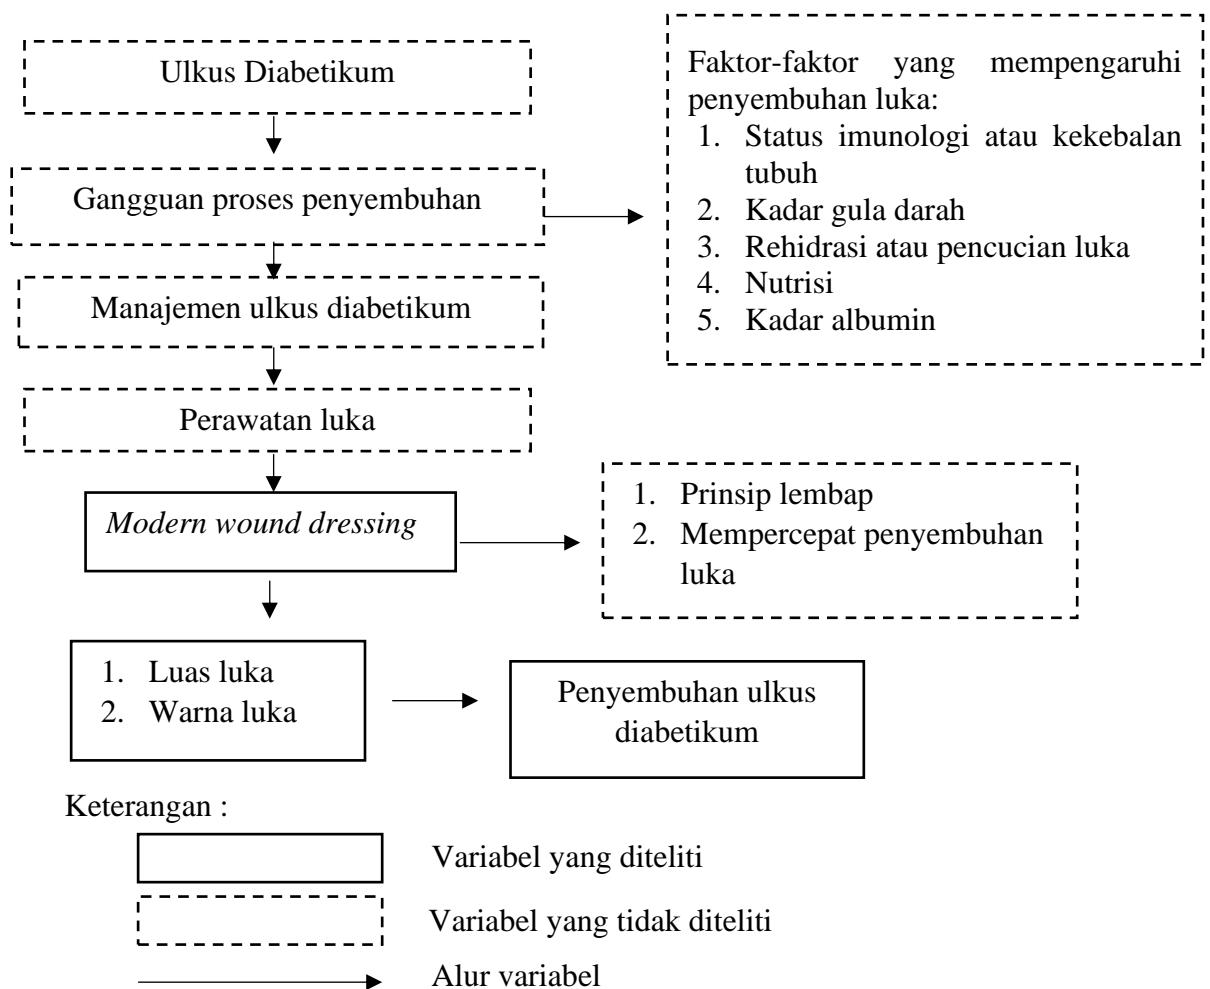 Ulkus Diabetikum
Gangguan proses penyembuhan
Manajemen ulkus diabetikum
Perawatan luka
Modern wound dressing
Faktor-faktor yang mempengaruhi
penyembuhan luka:
1. Status imunologi atau kekebalan
tubuh
2. Kadar gula darah
3. Rehidrasi atau pencucian luka
4. Nutrisi
5. Kadar albumin
1. Prinsip lembap
2. Mempercepat penyembuhan
luka
1. Luas luka
2. Warna luka
Penyembuhan ulkus
diabetikum
Keterangan :
Variabel yang diteliti
Variabel yang tidak diteliti
Alur variabel